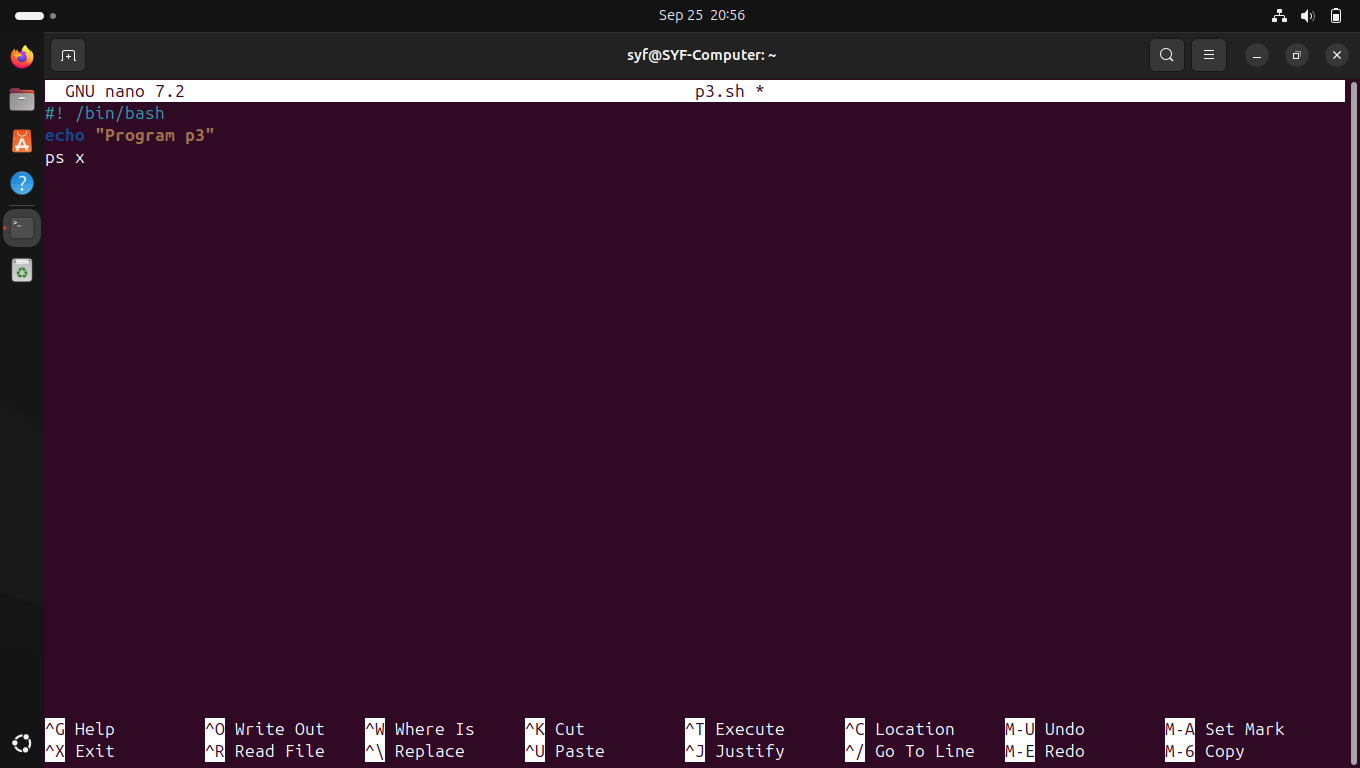 Sep 25 20:56
syf@SYF-Computer: ~
GNU nano 7.2 p3.sh *
#! /bin/bash
echo "Program p3"
ps x
^G Help ^O Write Out ^W Where Is ^K Cut ^T Execute ^C Location M-U Undo M-A Set Mark
^X Exit ^R Read File ^\ Replace ^U Paste ^J Justify ^/ Go To Line M-E Redo M-6 Copy